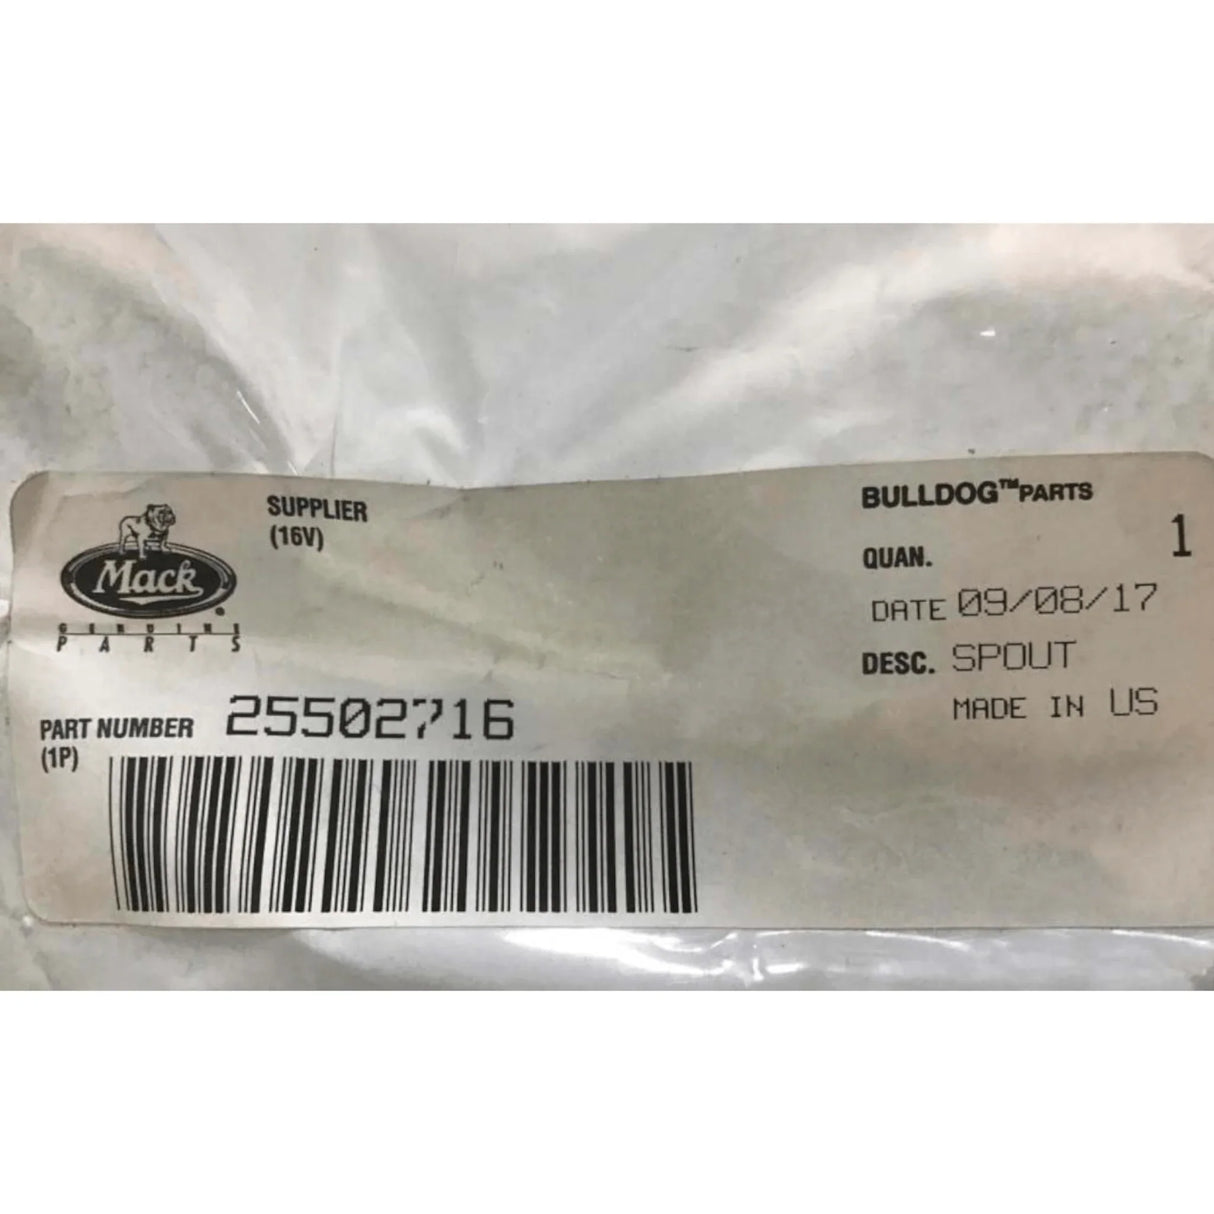 Mack
GENUINE
PARTS
SUPPLIER
(16V)
PART NUMBER 25502716
(1P)
BULLDOG™PARTS
QUAN. 1
DATE 09/08/17
DESC. SPOUT
MADE IN US